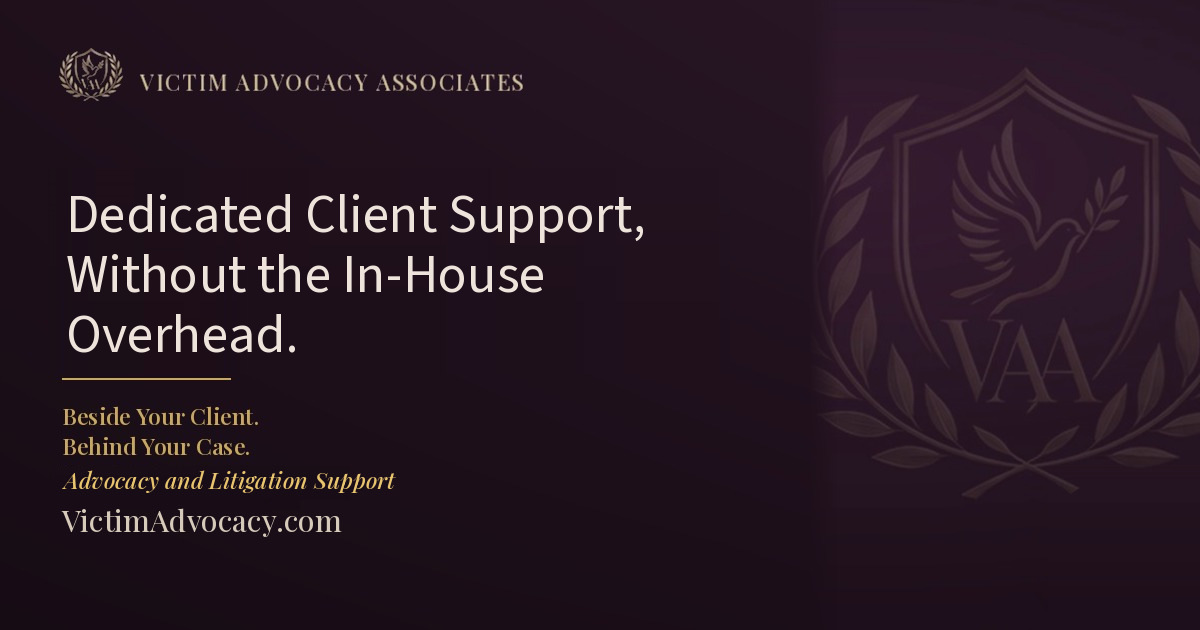 VICTIM ADVOCACY ASSOCIATES
Dedicated Client Support,
Without the In-House
Overhead.
Beside Your Client.
Behind Your Case.
Advocacy and Litigation Support
VictimAdvocacy.com
VAA